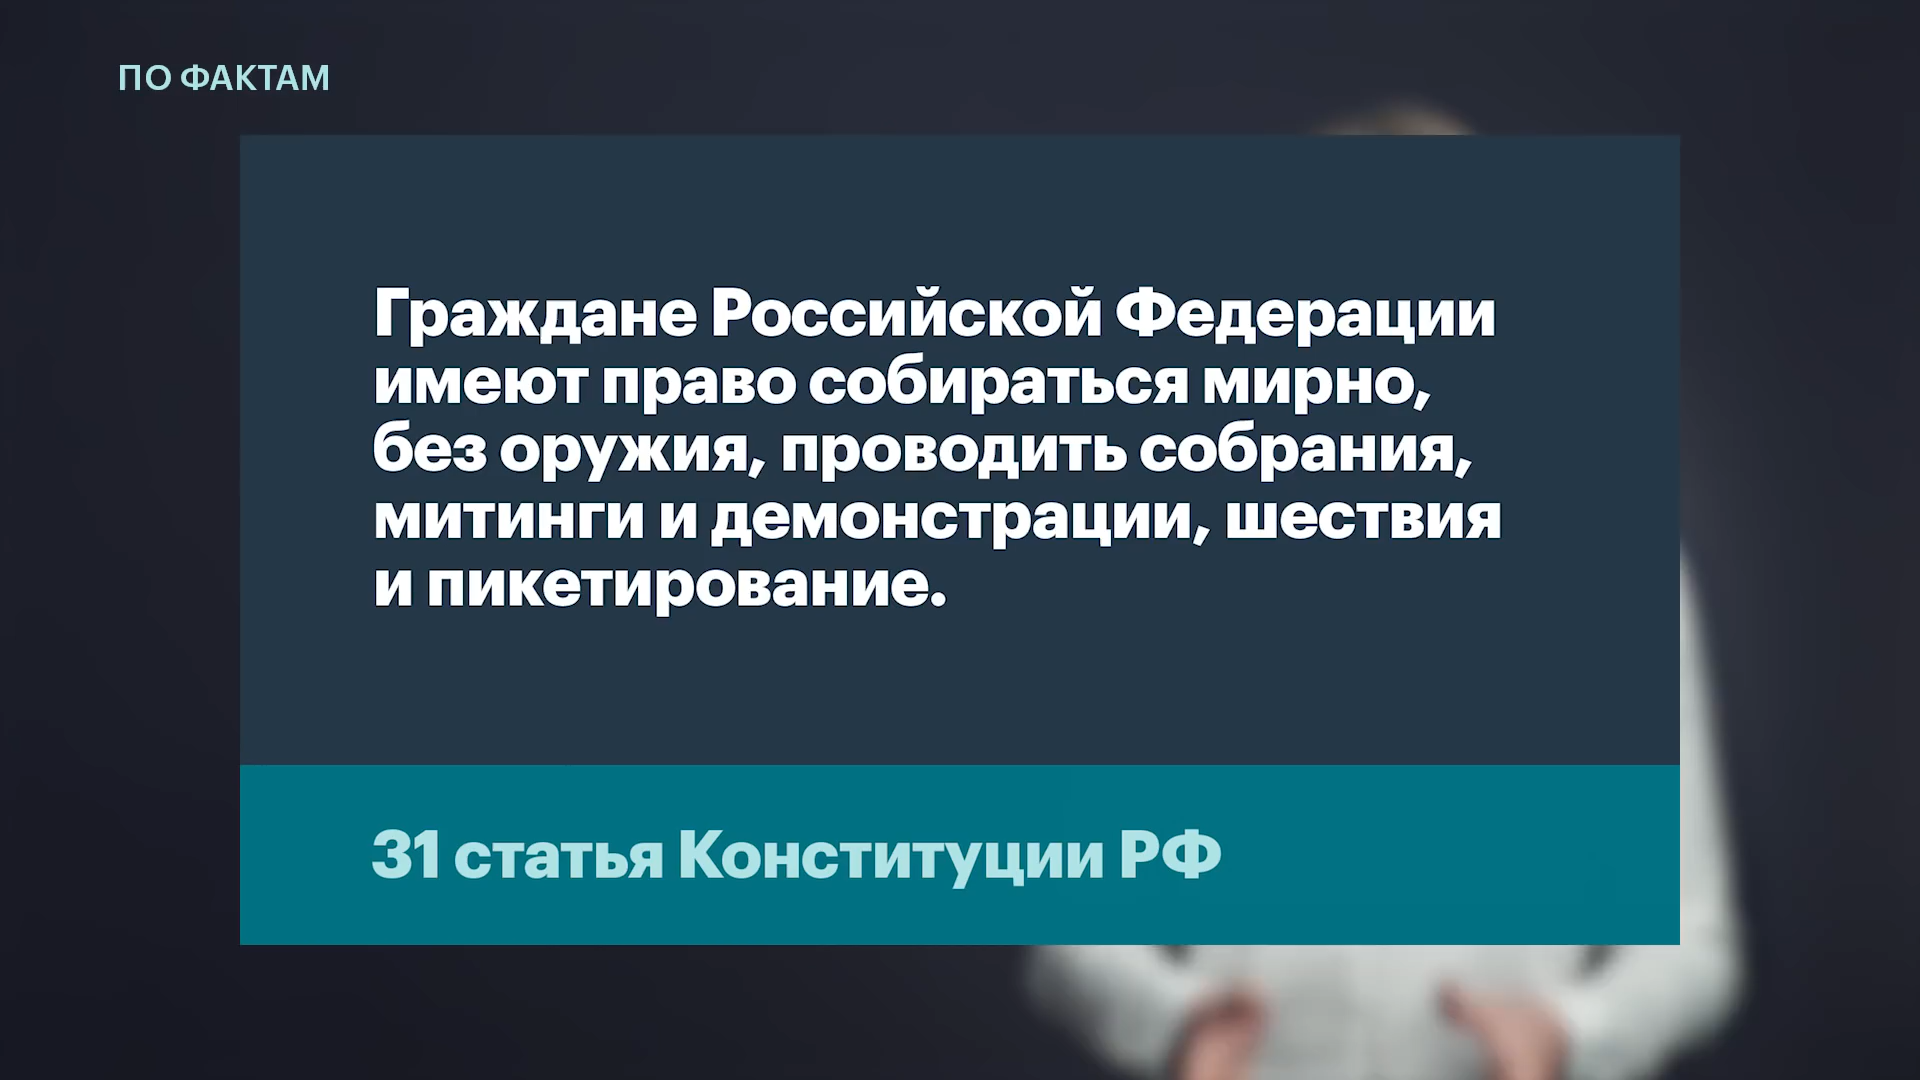 ПО ФАКТАМ
Граждане Российской Федерации
имеют право собираться мирно,
без оружия, проводить собрания,
митинги и демонстрации, шествия
и пикетирование.
31 статья Конституции РФ